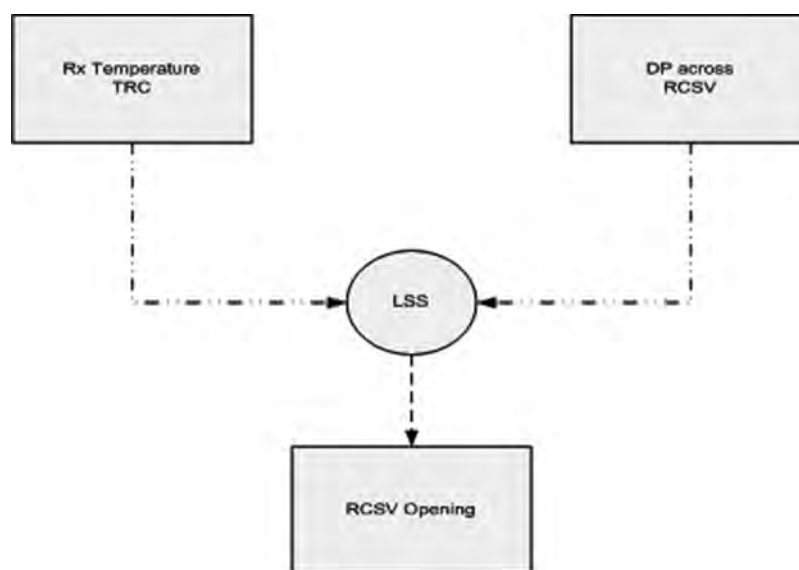 Rx Temperature
TRC
DP across
RCSV
LSS
RCSV Opening